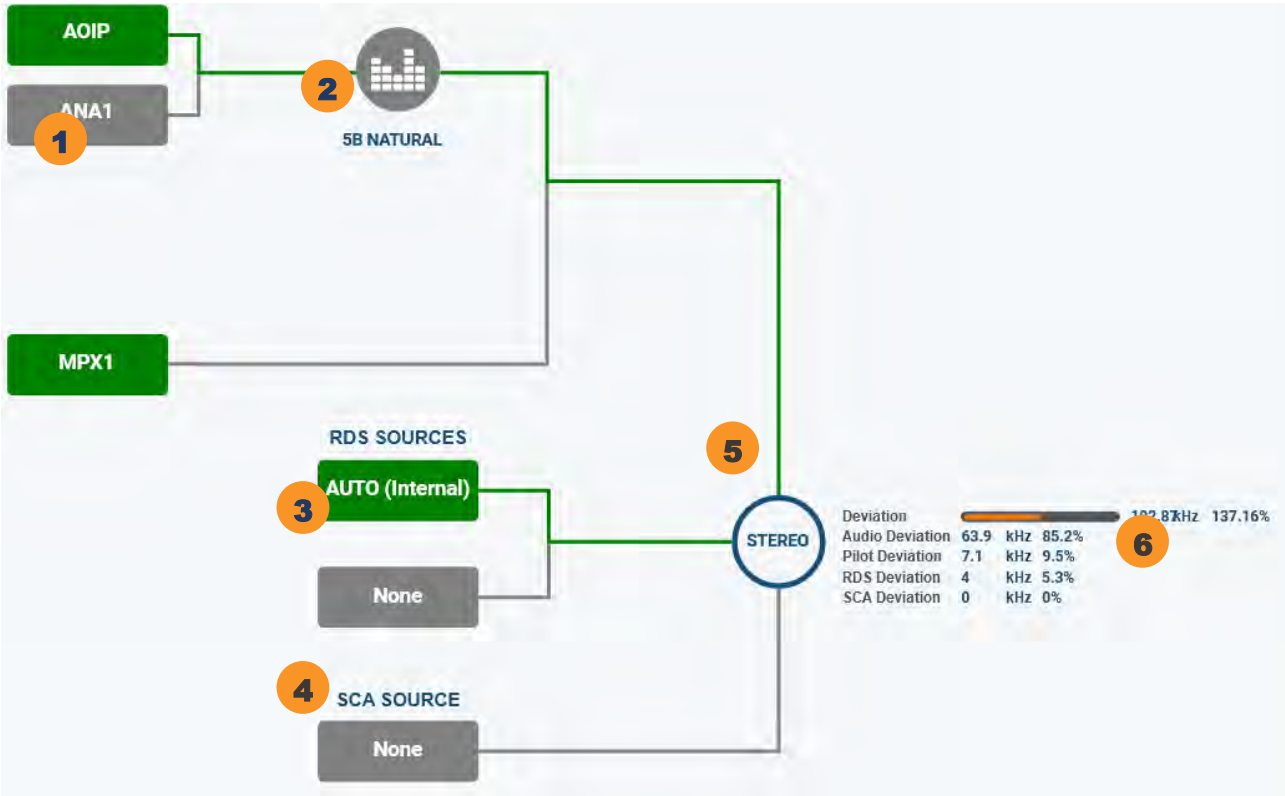 AOIP
ANA1
1
2
5B NATURAL
MPX1
RDS SOURCES
AUTO (Internal)
3
None
4
SCA SOURCE
None
5
STEREO
Deviation kHz 137.16%
6
Audio Deviation 63.9 kHz 85.2%
Pilot Deviation 7.1 kHz 9.5%
RDS Deviation 4 kHz 5.3%
SCA Deviation 0 kHz 0%